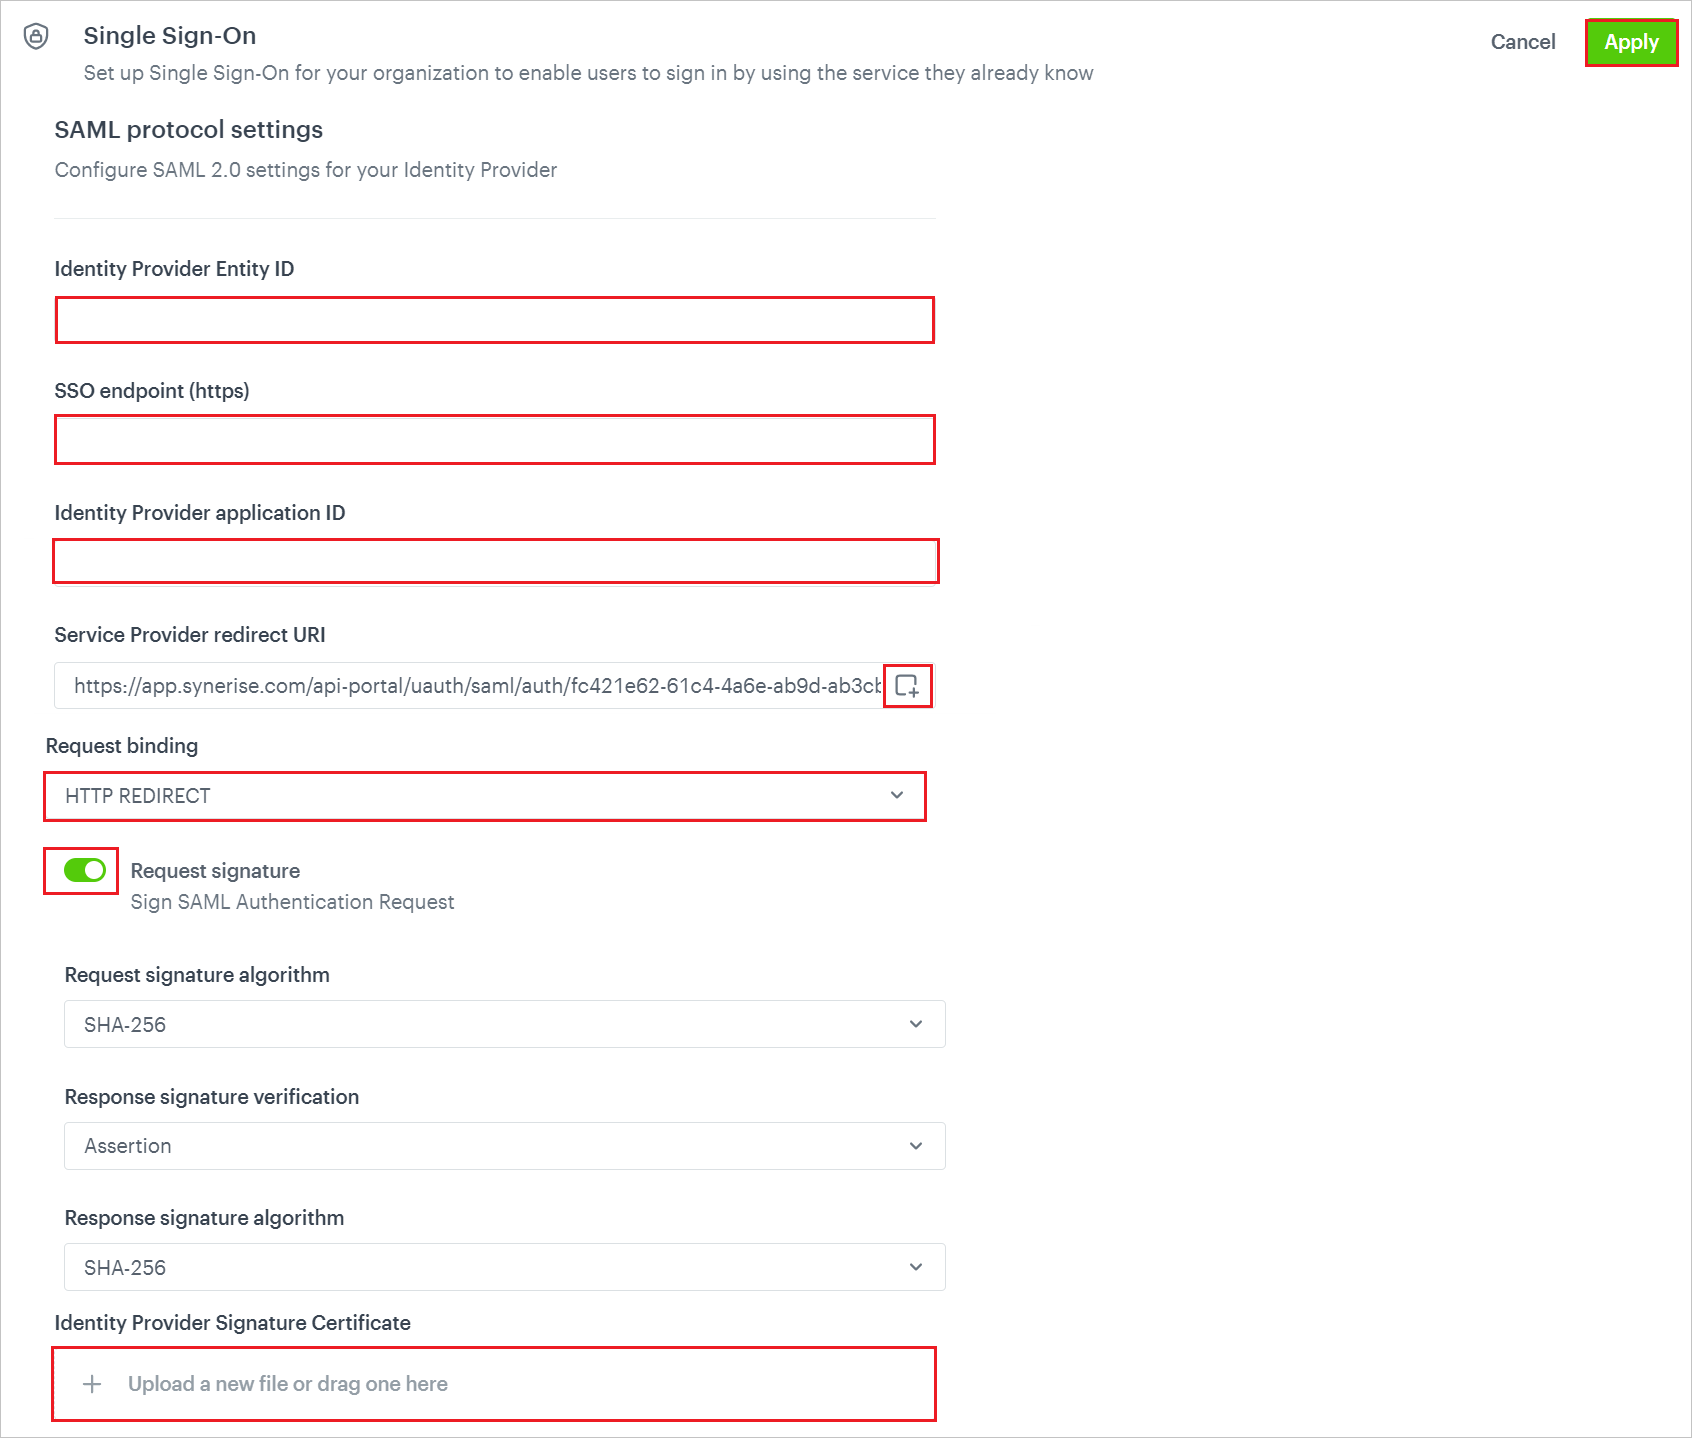 Single Sign-On
Cancel
Apply
Set up Single Sign-On for your organization to enable users to sign in by using the service they already know
SAML protocol settings
Configure SAML 2.0 settings for your Identity Provider
Identity Provider Entity ID
SSO endpoint (https)
Identity Provider application ID
Service Provider redirect URI
https://app.synerise.com/api-portal/uauth/saml/auth/fc421e62-61c4-4a6e-ab9d-ab3cb
Request binding
HTTP REDIRECT
Request signature
Sign SAML Authentication Request
Request signature algorithm
SHA-256
Response signature verification
Assertion
Response signature algorithm
SHA-256
Identity Provider Signature Certificate
Upload a new file or drag one here